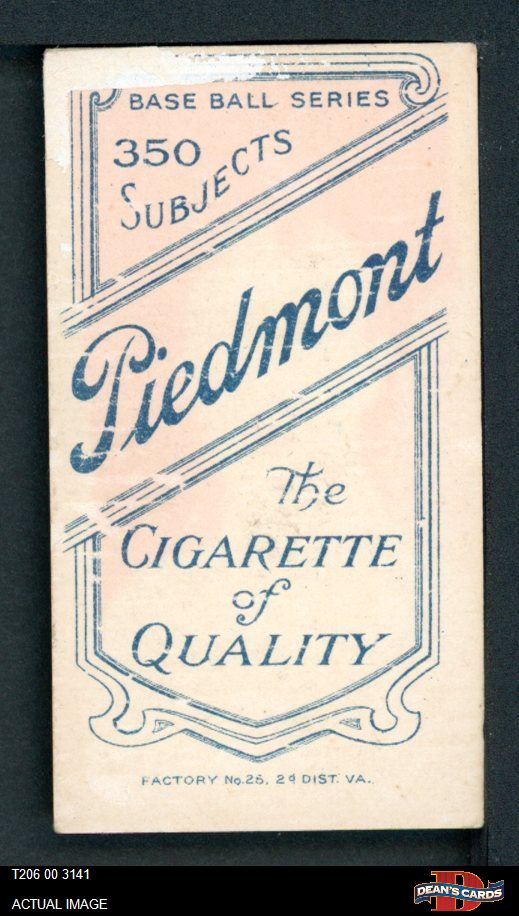 BASE BALL SERIES
350
SUBJECTS
Piedmont
The
CIGARETTE
of
QUALITY
FACTORY No. 25, 2d DIST. VA.
T206 00 3141
ACTUAL IMAGE
DEAN'S CARDS